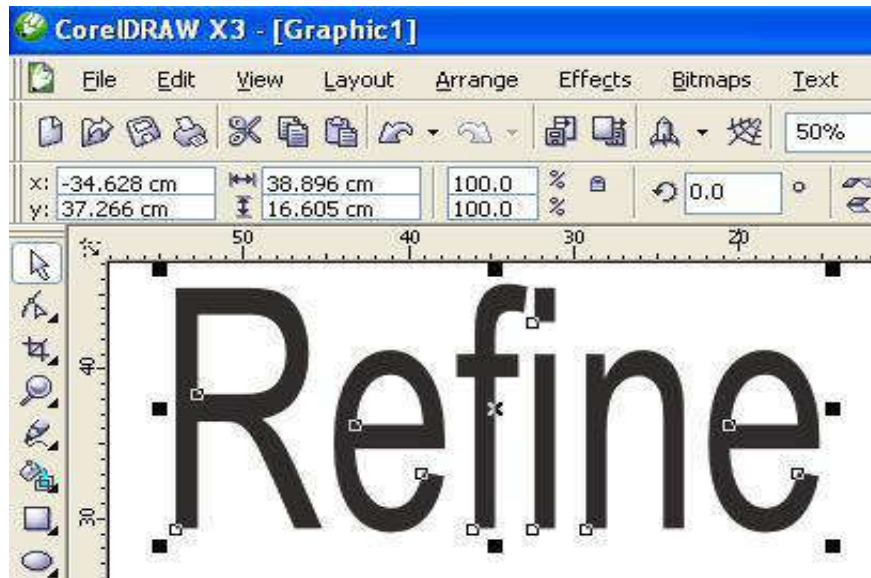 CorelDRAW X3 - [Graphic1]
File Edit View Layout Arrange Effects Bitmaps Text
50%
x: -34.628 cm 38.896 cm 100.0 % 0.0 °
y: 37.266 cm 16.605 cm 100.0 %
50 40 30 20
40
30
Refine